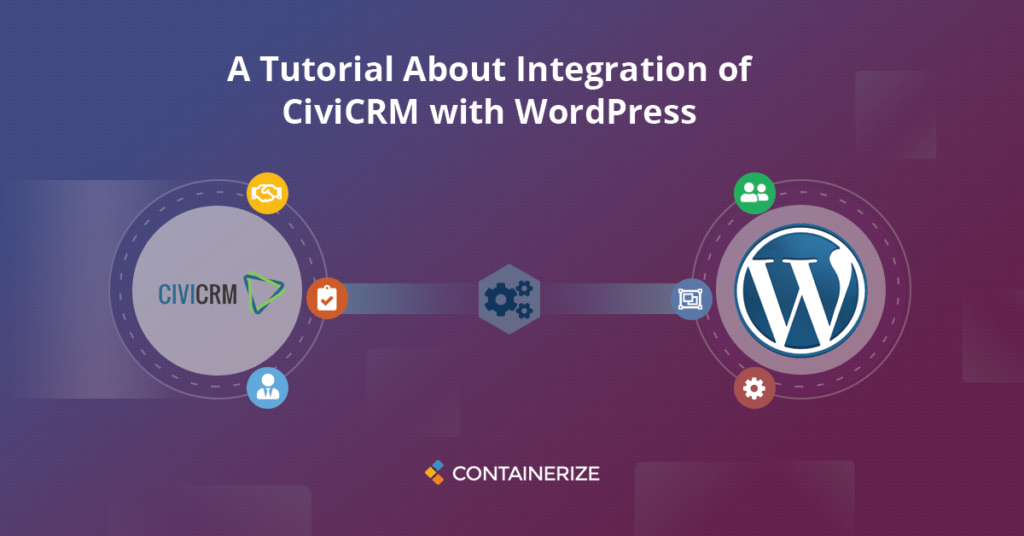 A Tutorial About Integration of
CiviCRM with WordPress
CIVICRM
W
CONTAINERIZE